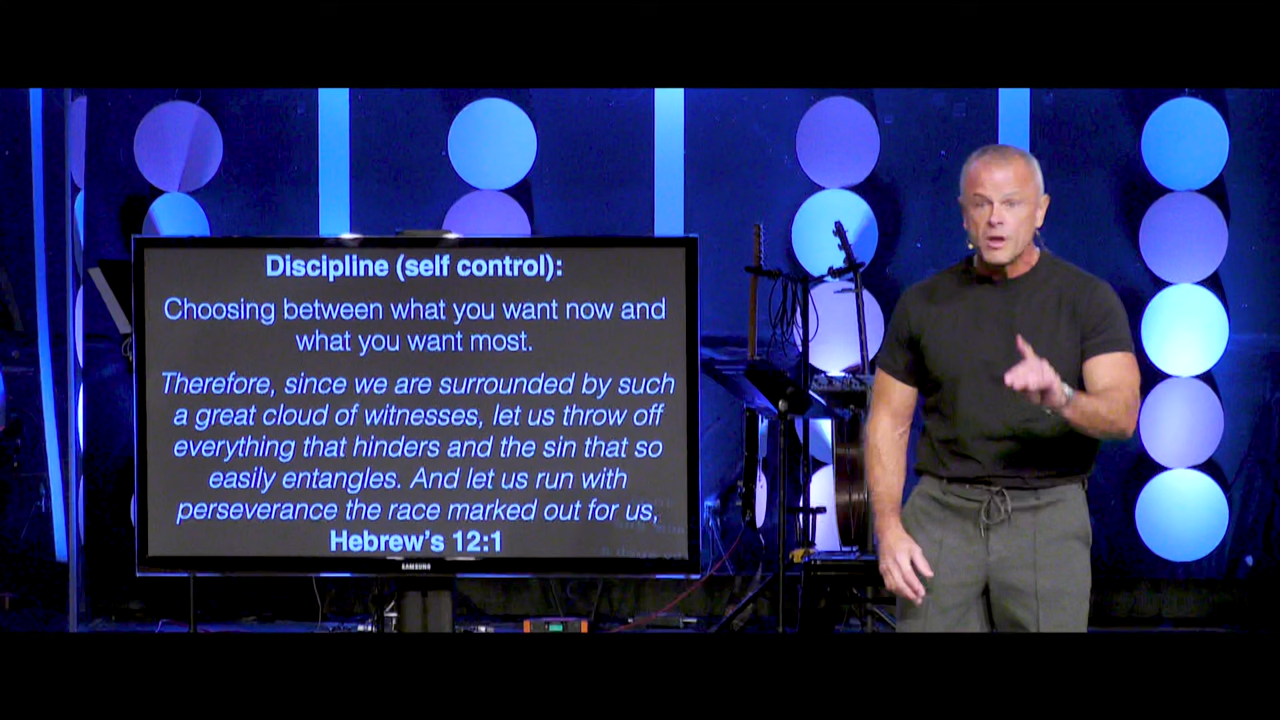 Discipline (self control):
Choosing between what you want now and
what you want most.
Therefore, since we are surrounded by such
a great cloud of witnesses, let us throw off
everything that hinders and the sin that so
easily entangles. And let us run with
perseverance the race marked out for us,
Hebrew's 12:1
SAMSUNG